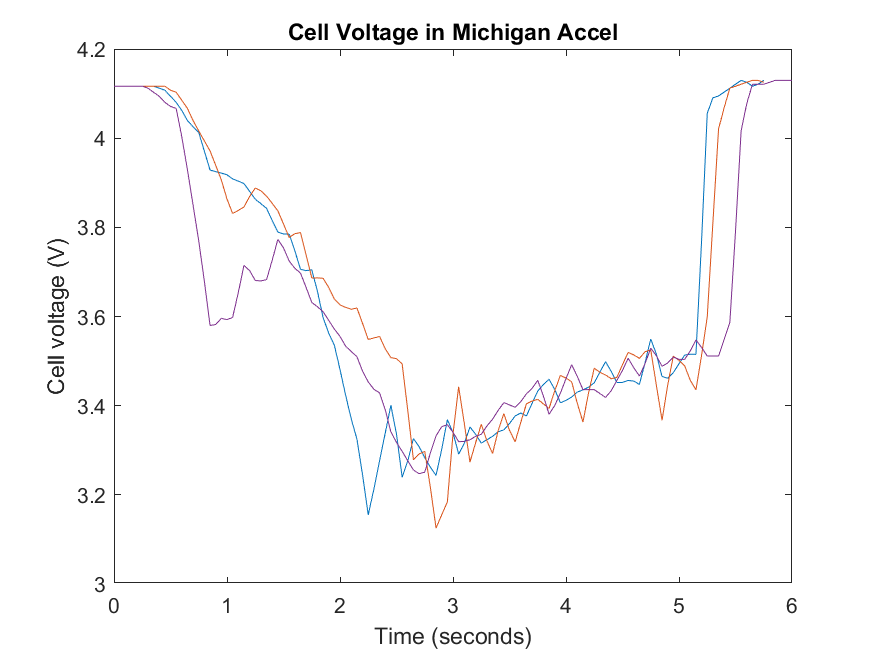 Cell Voltage in Michigan Accel
4.2
4
3.8
3.6
3.4
3.2
3
Cell voltage (V)
0 1 2 3 4 5 6
Time (seconds)